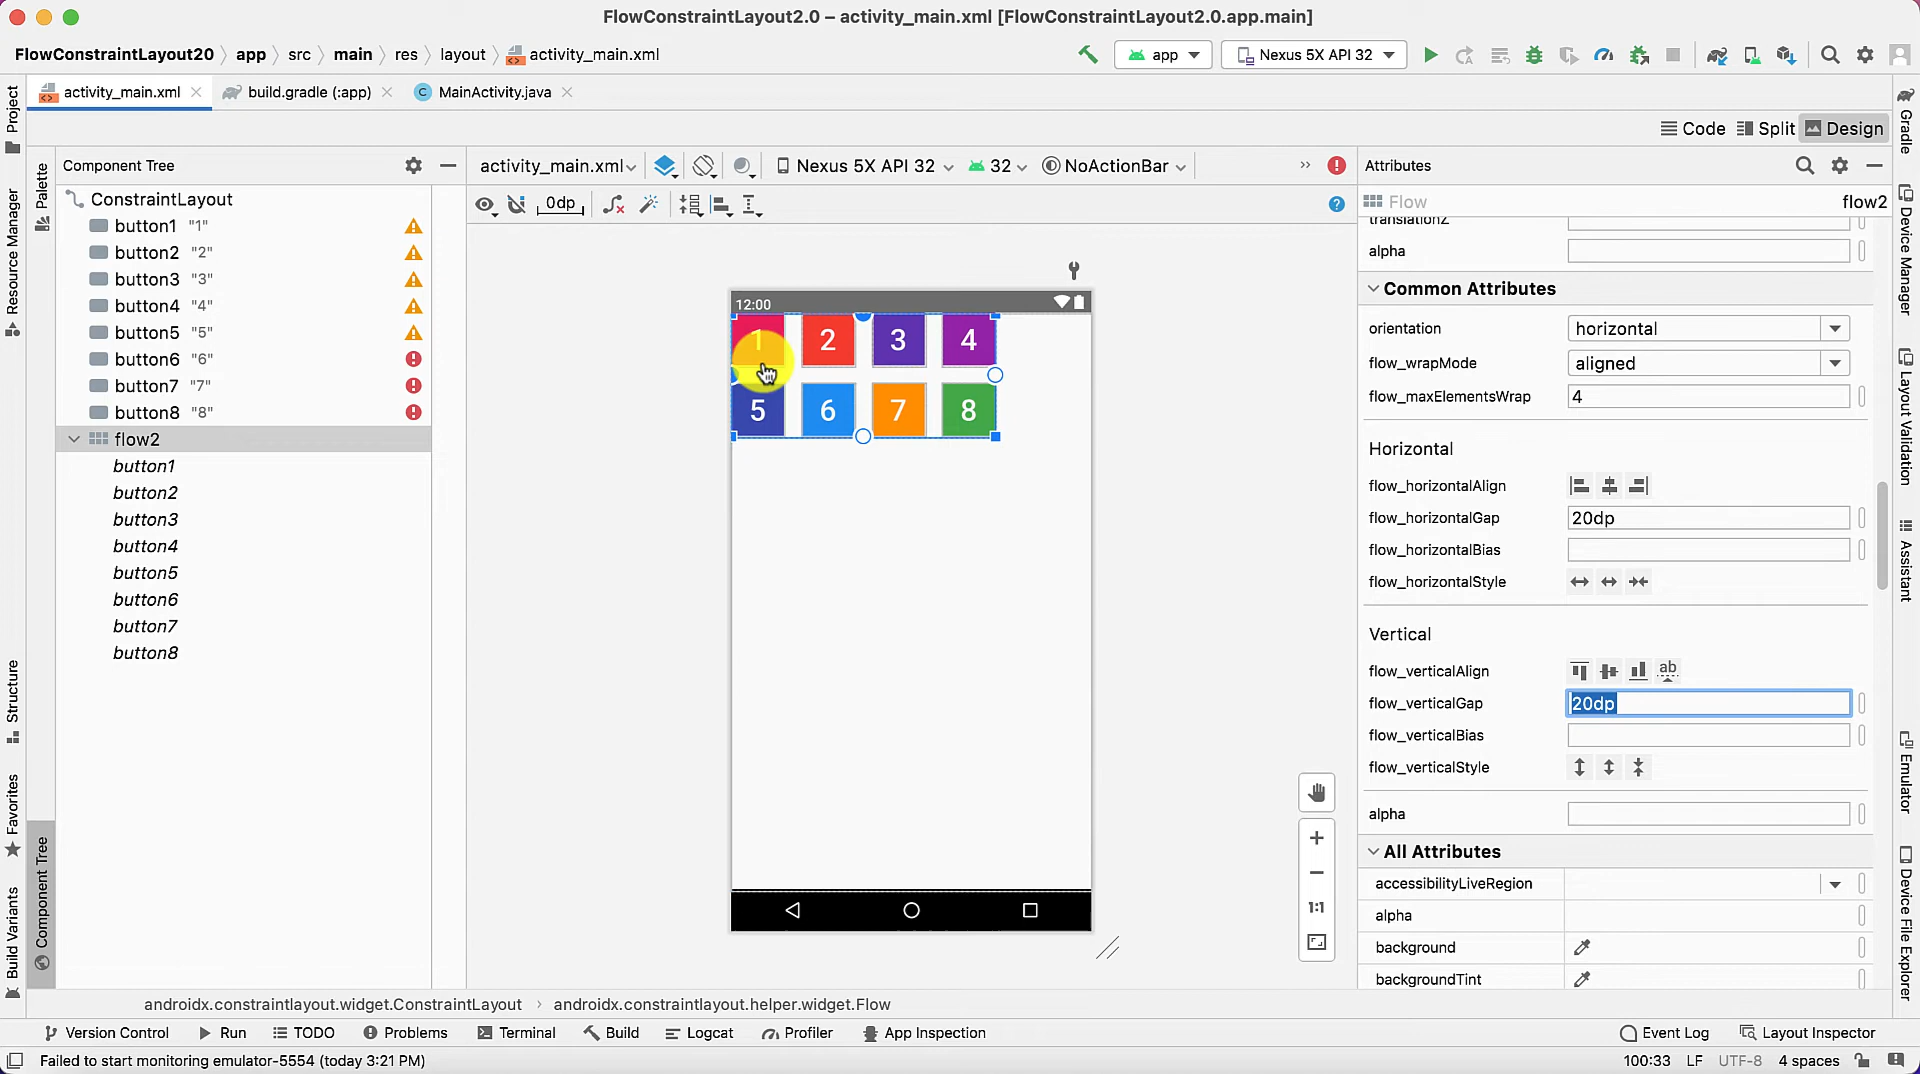 FlowConstraintLayout2.0 – activity_main.xml [FlowConstraintLayout2.0.app.main]
FlowConstraintLayout20 app src main res layout activity_main.xml
app Nexus 5X API 32
activity_main.xml build.gradle (:app) MainActivity.java
Code Split Design
Component Tree
activity_main.xml Nexus 5X API 32 32 NoActionBar
Attributes
0dp
Flow flow2
ConstraintLayout
button1 "1"
button2 "2"
button3 "3"
button4 "4"
button5 "5"
button6 "6"
button7 "7"
button8 "8"
flow2
button1
button2
button3
button4
button5
button6
button7
button8
12:00
1 2 3 4
5 6 7 8
1:1
translationZ
alpha
Common Attributes
orientation horizontal
flow_wrapMode aligned
flow_maxElementsWrap 4
Horizontal
flow_horizontalAlign
flow_horizontalGap 20dp
flow_horizontalBias
flow_horizontalStyle
Vertical
flow_verticalAlign ab
flow_verticalGap 20dp
flow_verticalBias
flow_verticalStyle
alpha
All Attributes
accessibilityLiveRegion
alpha
background
backgroundTint
Project
Resource Manager
Structure
Favorites
Build Variants
Palette
Component Tree
Gradle
Device Manager
Layout Validation
Assistant
Emulator
Device File Explorer
androidx.constraintlayout.widget.ConstraintLayout androidx.constraintlayout.helper.widget.Flow
Version Control Run TODO Problems Terminal Build Logcat Profiler App Inspection Event Log Layout Inspector
Failed to start monitoring emulator-5554 (today 3:21 PM) 100:33 LF UTF-8 4 spaces